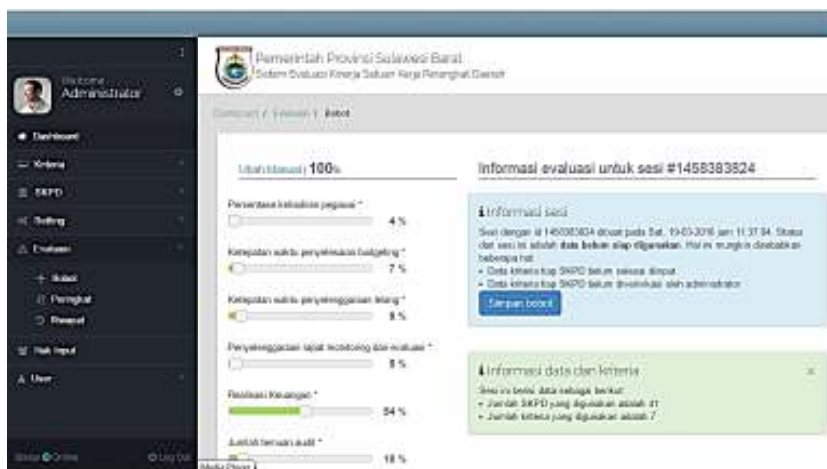 Welcome
Administrator
Dashboard
Kriteria
SKPD
Setting
Evaluasi
Bobot
Peringkat
Riwayat
Hak Input
User
Status Online
Log Out
Pemerintah Provinsi Sulawesi Barat
Sistem Evaluasi Kinerja Satuan Kerja Perangkat Daerah
Dashboard / Evaluasi / Bobot
Ubah Manual | 100%
Persentase kehadiran pegawai *
4 %
Ketepatan waktu penyelesaian budgeting *
7 %
Ketepatan waktu penyelenggaraan lelang *
Penyelenggaraan rapat monitoring dan evaluasi *
Realisasi Keuangan *
54 %
Jumlah temuan audit *
Informasi evaluasi untuk sesi #1458383824
Informasi sesi
Sesi dengan id 1458383824 dibuat pada Sat, 19-03-2016 jam 11:37:04. Status
dari sesi ini adalah data belum siap digunakan. Hal ini mungkin disebabkan
beberapa hal:
• Data kriteria tiap SKPD belum selesai diinput
• Data kriteria tiap SKPD belum diverifikasi oleh administrator
Simpan bobot
Informasi data dan kriteria
×
Sesi ini berisi data sebagai berikut:
• Jumlah SKPD yang digunakan adalah 41
• Jumlah kriteria yang digunakan adalah 7